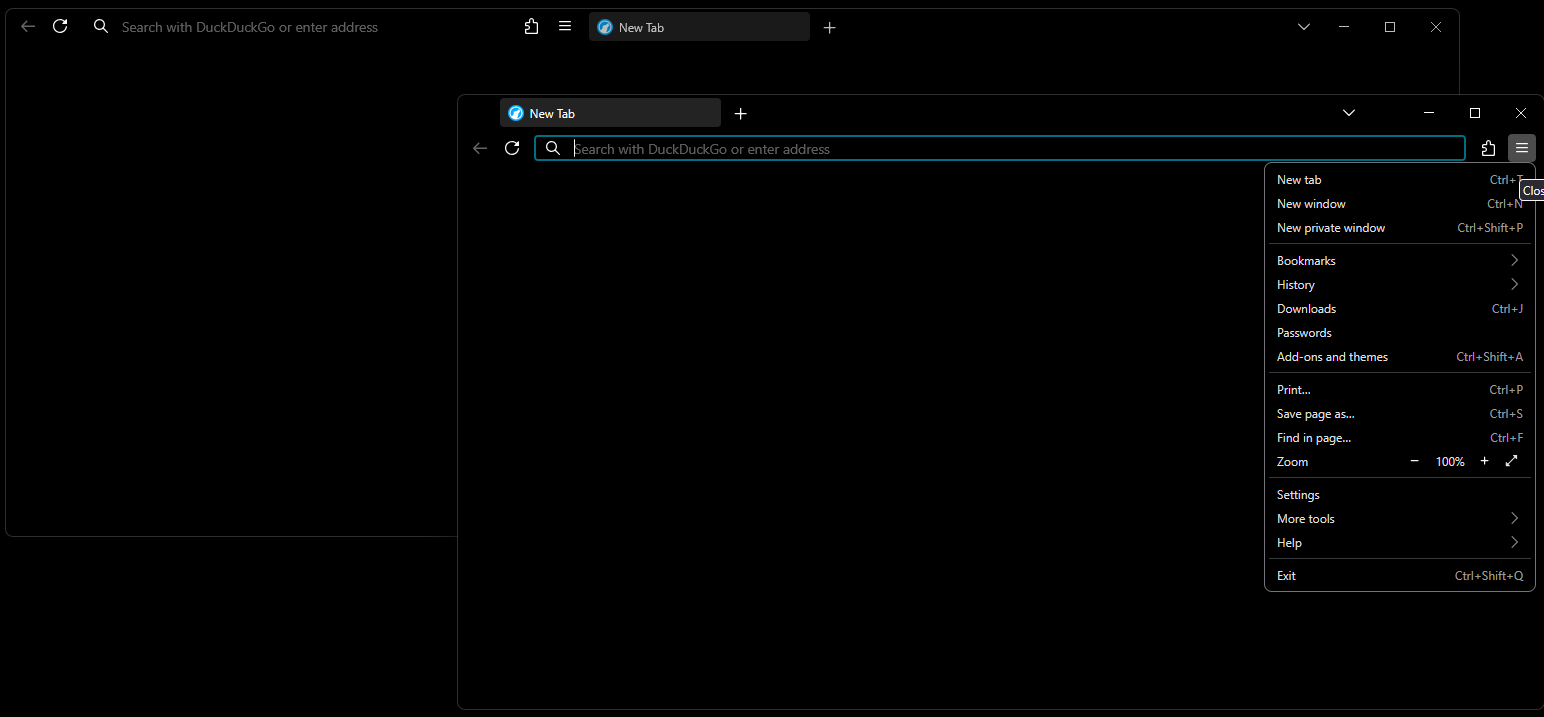 Search with DuckDuckGo or enter address
New Tab
New Tab
Search with DuckDuckGo or enter address
New tab Ctrl+T
Clos
New window Ctrl+N
New private window Ctrl+Shift+P
Bookmarks
History
Downloads Ctrl+J
Passwords
Add-ons and themes Ctrl+Shift+A
Print... Ctrl+P
Save page as... Ctrl+S
Find in page... Ctrl+F
Zoom − 100% +
Settings
More tools
Help
Exit Ctrl+Shift+Q